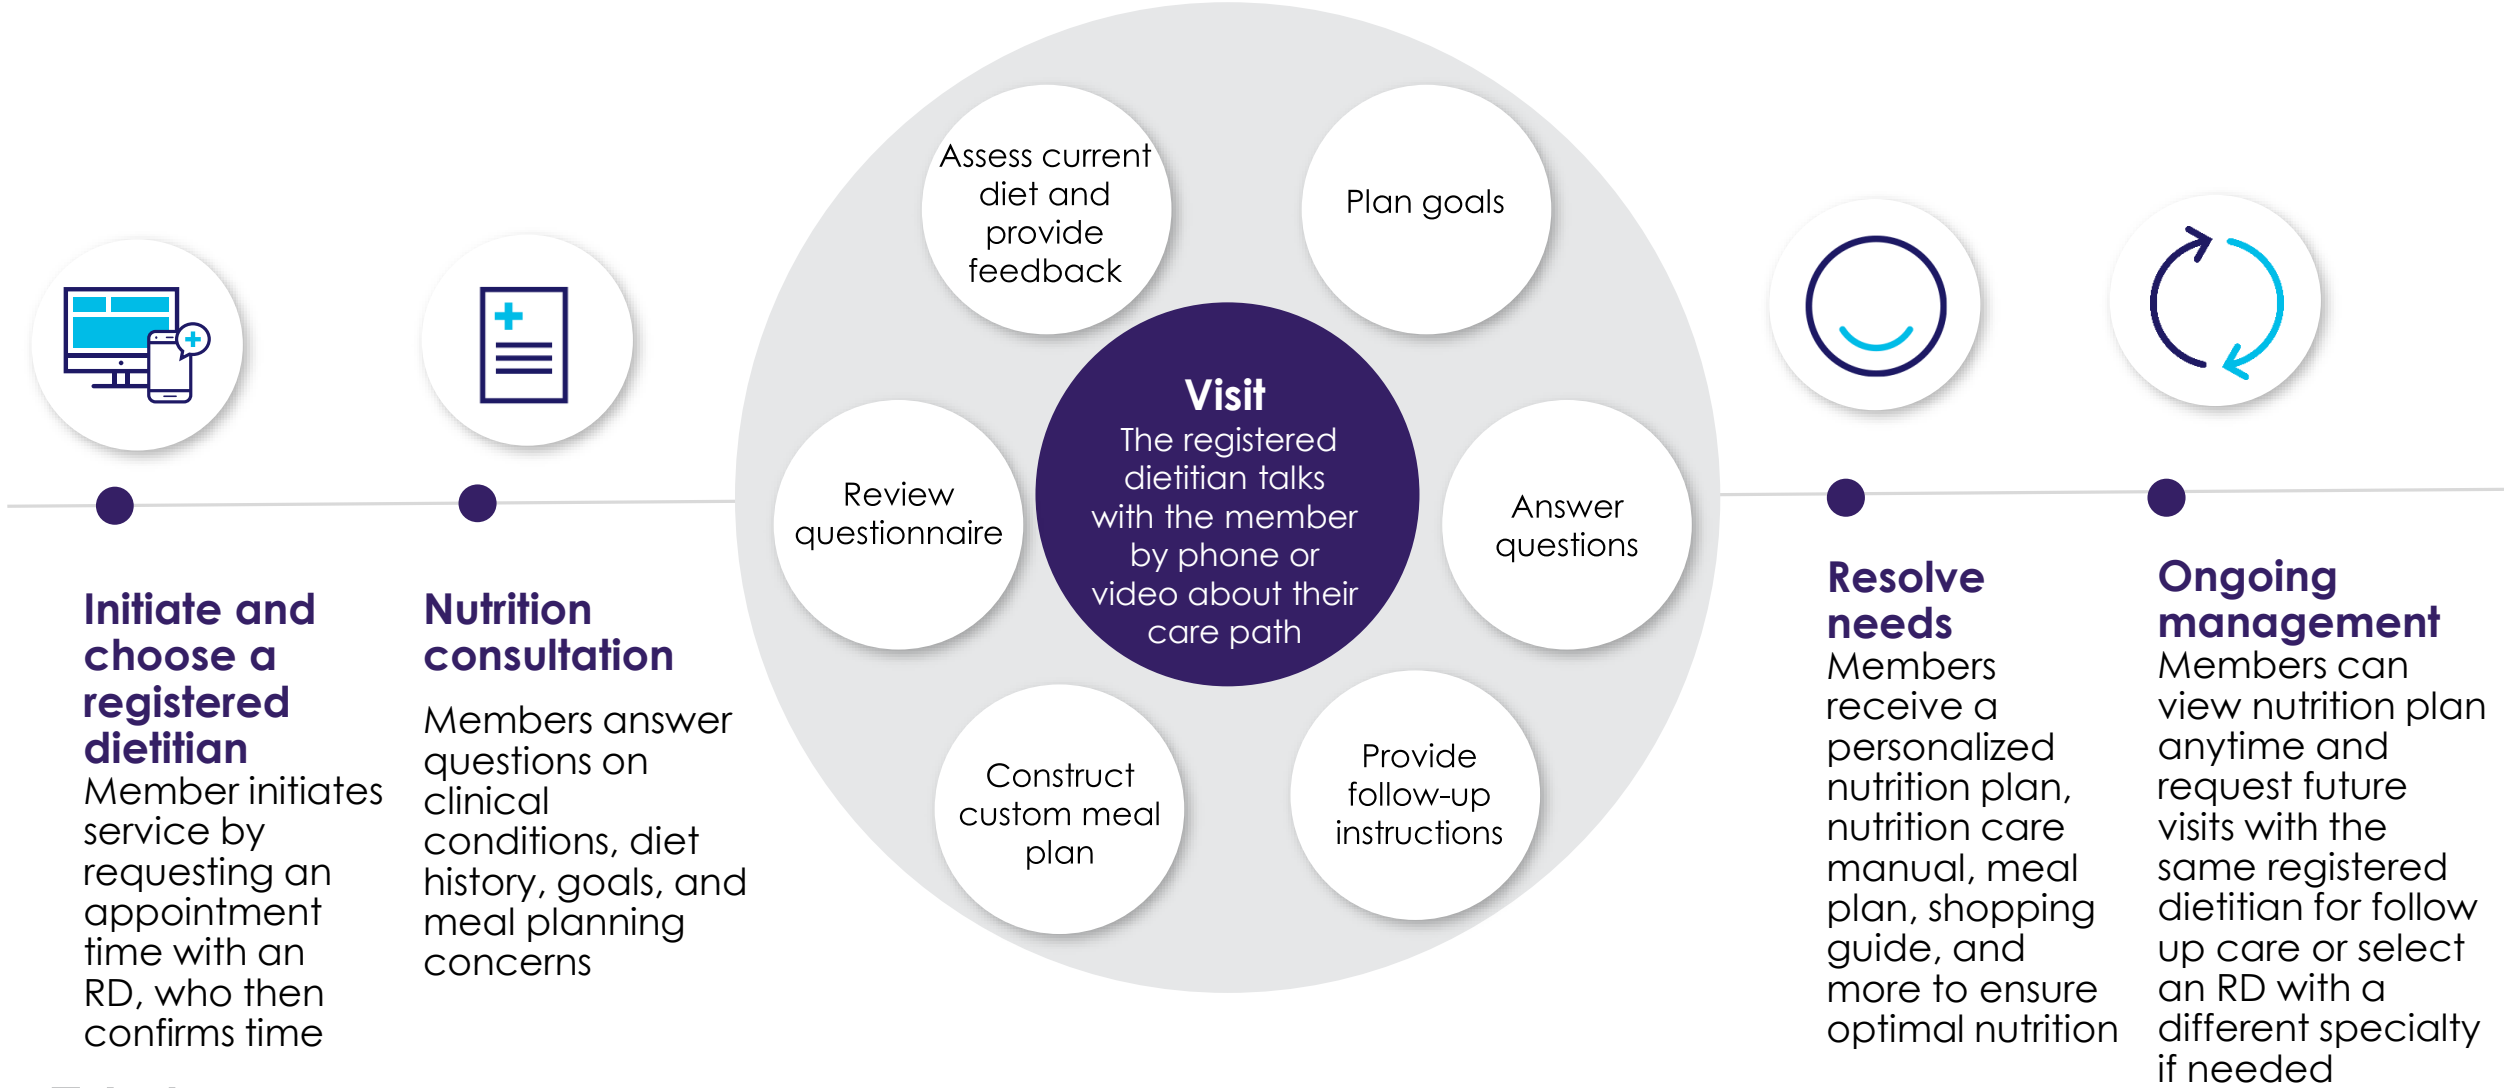 Initiate and
choose a
registered
dietitian
Member initiates
service by
requesting an
appointment
time with an
RD, who then
confirms time
Nutrition
consultation
Members answer
questions on
clinical
conditions, diet
history, goals, and
meal planning
concerns
Review
questionnaire
Assess current
diet and
provide
feedback
Plan goals
Answer
questions
Provide
follow-up
instructions
Construct
custom meal
plan
Visit
The registered
dietitian talks
with the member
by phone or
video about their
care path
Resolve
needs
Members
receive a
personalized
nutrition plan,
nutrition care
manual, meal
plan, shopping
guide, and
more to ensure
optimal nutrition
Ongoing
management
Members can
view nutrition plan
anytime and
request future
visits with the
same registered
dietitian for follow
up care or select
an RD with a
different specialty
if needed